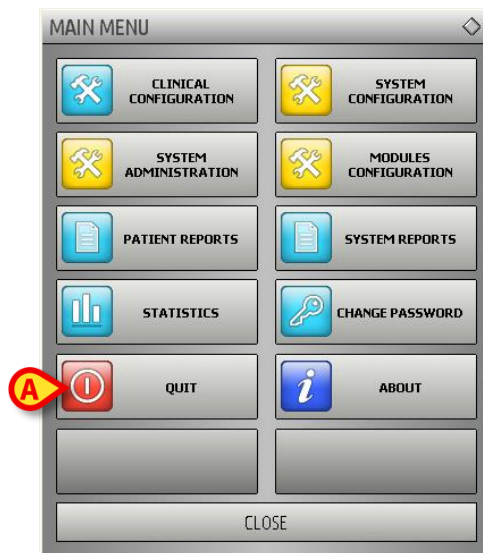 MAIN MENU
CLINICAL
CONFIGURATION
SYSTEM
CONFIGURATION
SYSTEM
ADMINISTRATION
MODULES
CONFIGURATION
PATIENT REPORTS
SYSTEM REPORTS
STATISTICS
CHANGE PASSWORD
A
QUIT
i
ABOUT
CLOSE